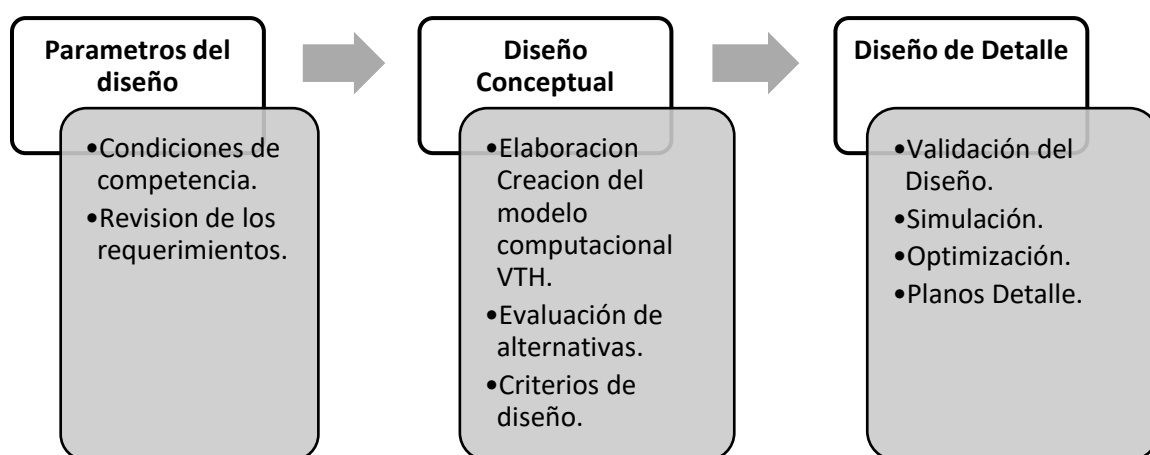 Parametros del
diseño
•Condiciones de
competencia.
•Revision de los
requerimientos.
Diseño
Conceptual
•Elaboracion
Creacion del
modelo
computacional
VTH.
•Evaluación de
alternativas.
•Criterios de
diseño.
Diseño de Detalle
•Validación del
Diseño.
•Simulación.
•Optimización.
•Planos Detalle.